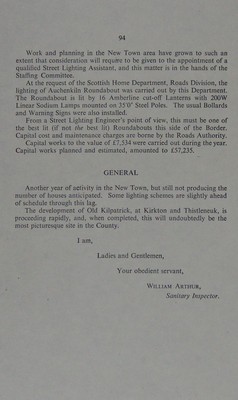 94
Work and planning in the New Town area have grown to such an
extent that consideration will require to be given to the appointment of a
qualified Street Lighting Assistant, and this matter is in the hands of the
Staffing Committee.
At the request of the Scottish Home Department, Roads Division, the
lighting of Auchenkiln Roundabout was carried out by this Department.
The Roundabout is lit by 16 Amberline cut-off Lanterns with 200W
Linear Sodium Lamps mounted on 35'0" Steel Poles. The usual Bollards
and Warning Signs were also installed.
From a Street Lighting Engineer's point of view, this must be one of
the best lit (if not the best lit) Roundabouts this side of the Border.
Capital cost and maintenance charges are borne by the Roads Authority.
Capital works to the value of £7,534 were carried out during the year.
Capital works planned and estimated, amounted to £57,235.
GENERAL
Another year of activity in the New Town, but still not producing the
number of houses anticipated. Some lighting schemes are slightly ahead
of schedule through this lag.
The development of Old Kilpatrick, at Kirkton and Thistleneuk, is
proceeding rapidly, and, when completed, this will undoubtedly be the
most picturesque site in the County.
I am,
Ladies and Gentlemen,
Your obedient servant,
WILLIAM ARTHUR,
Sanitary Inspector.